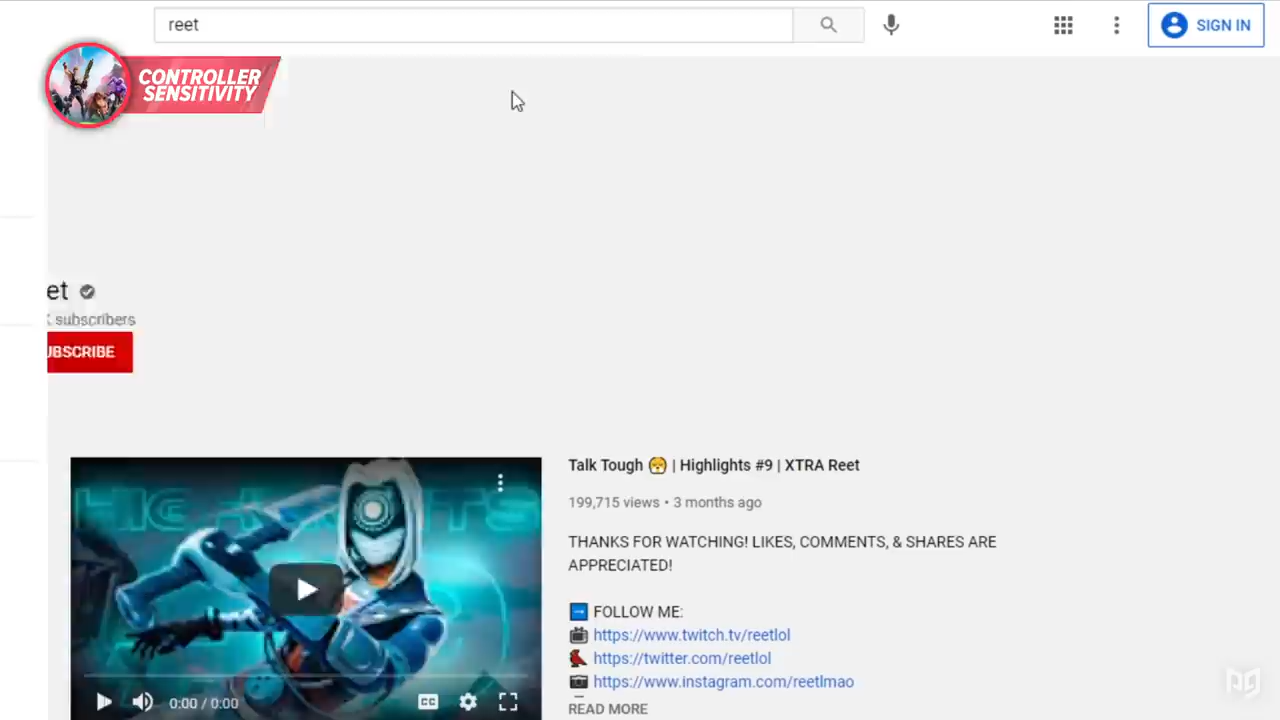 reet
SIGN IN
CONTROLLER
SENSITIVITY
et
subscribers
UBSCRIBE
Talk Tough 🐯 | Highlights #9 | XTRA Reet
199,715 views • 3 months ago
THANKS FOR WATCHING! LIKES, COMMENTS, & SHARES ARE
APPRECIATED!
➡️ FOLLOW ME:
https://www.twitch.tv/reetlol
https://twitter.com/reetlol
https://www.instagram.com/reetlmao
READ MORE
HIGHLIGHTS
0:00 / 0:00
CC